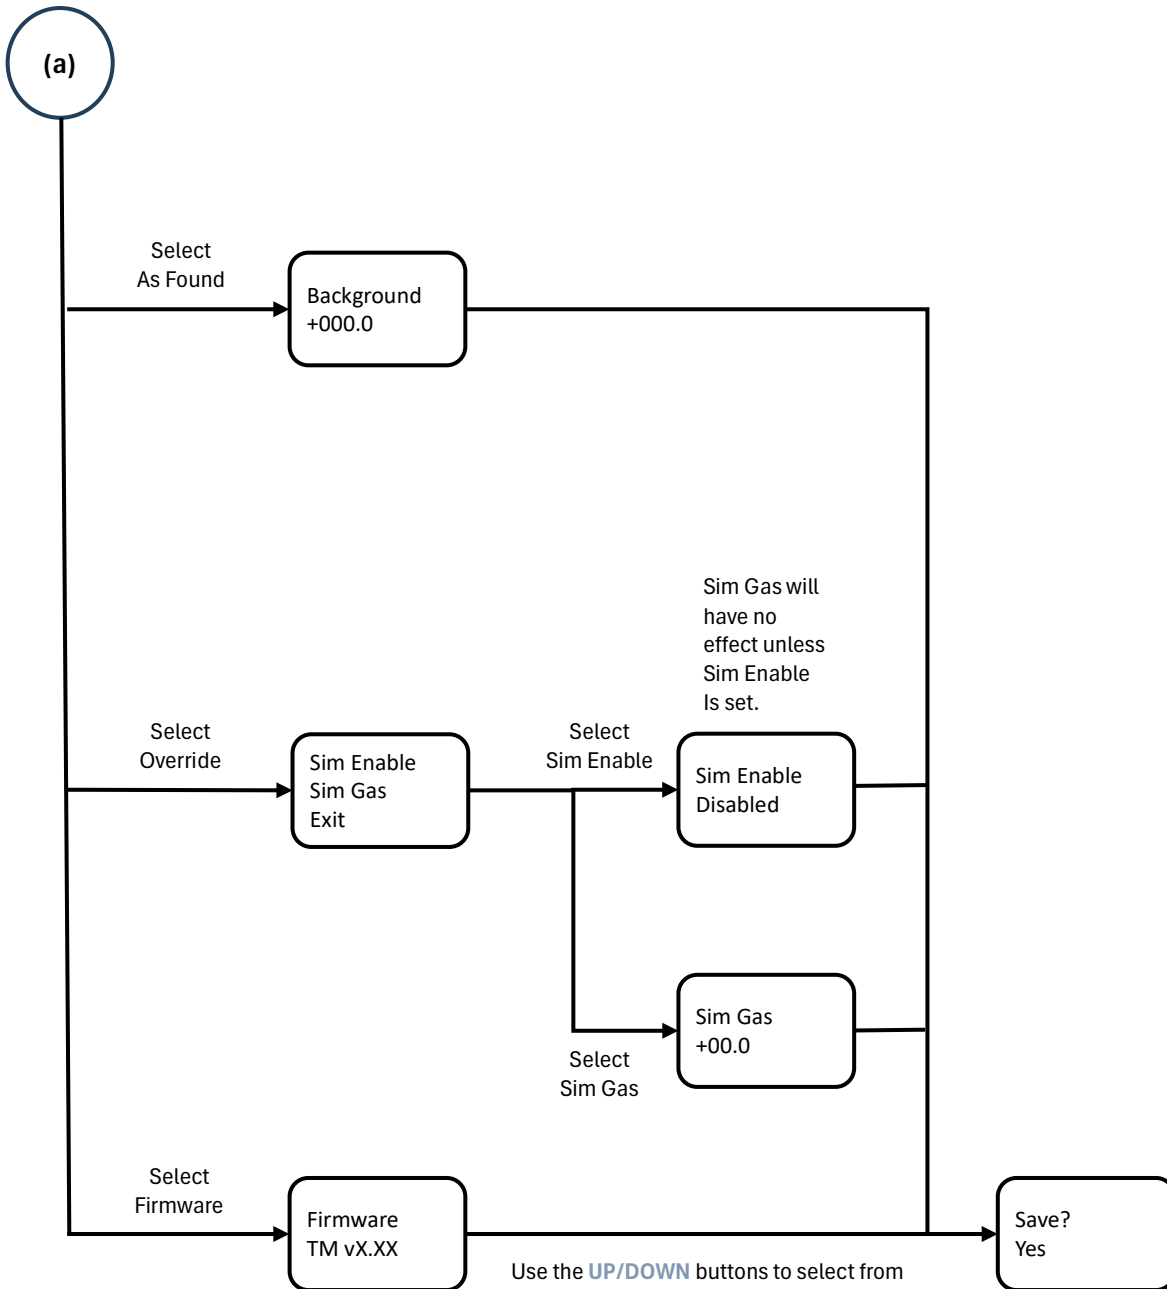 (a)
Select
As Found
Background
+000.0
Sim Gas will
have no
effect unless
Sim Enable
Is set.
Select
Override
Sim Enable
Sim Gas
Exit
Select
Sim Enable
Sim Enable
Disabled
Sim Gas
+00.0
Select
Sim Gas
Select
Firmware
Firmware
TM vX.XX
Save?
Yes
Use the UP/DOWN buttons to select from